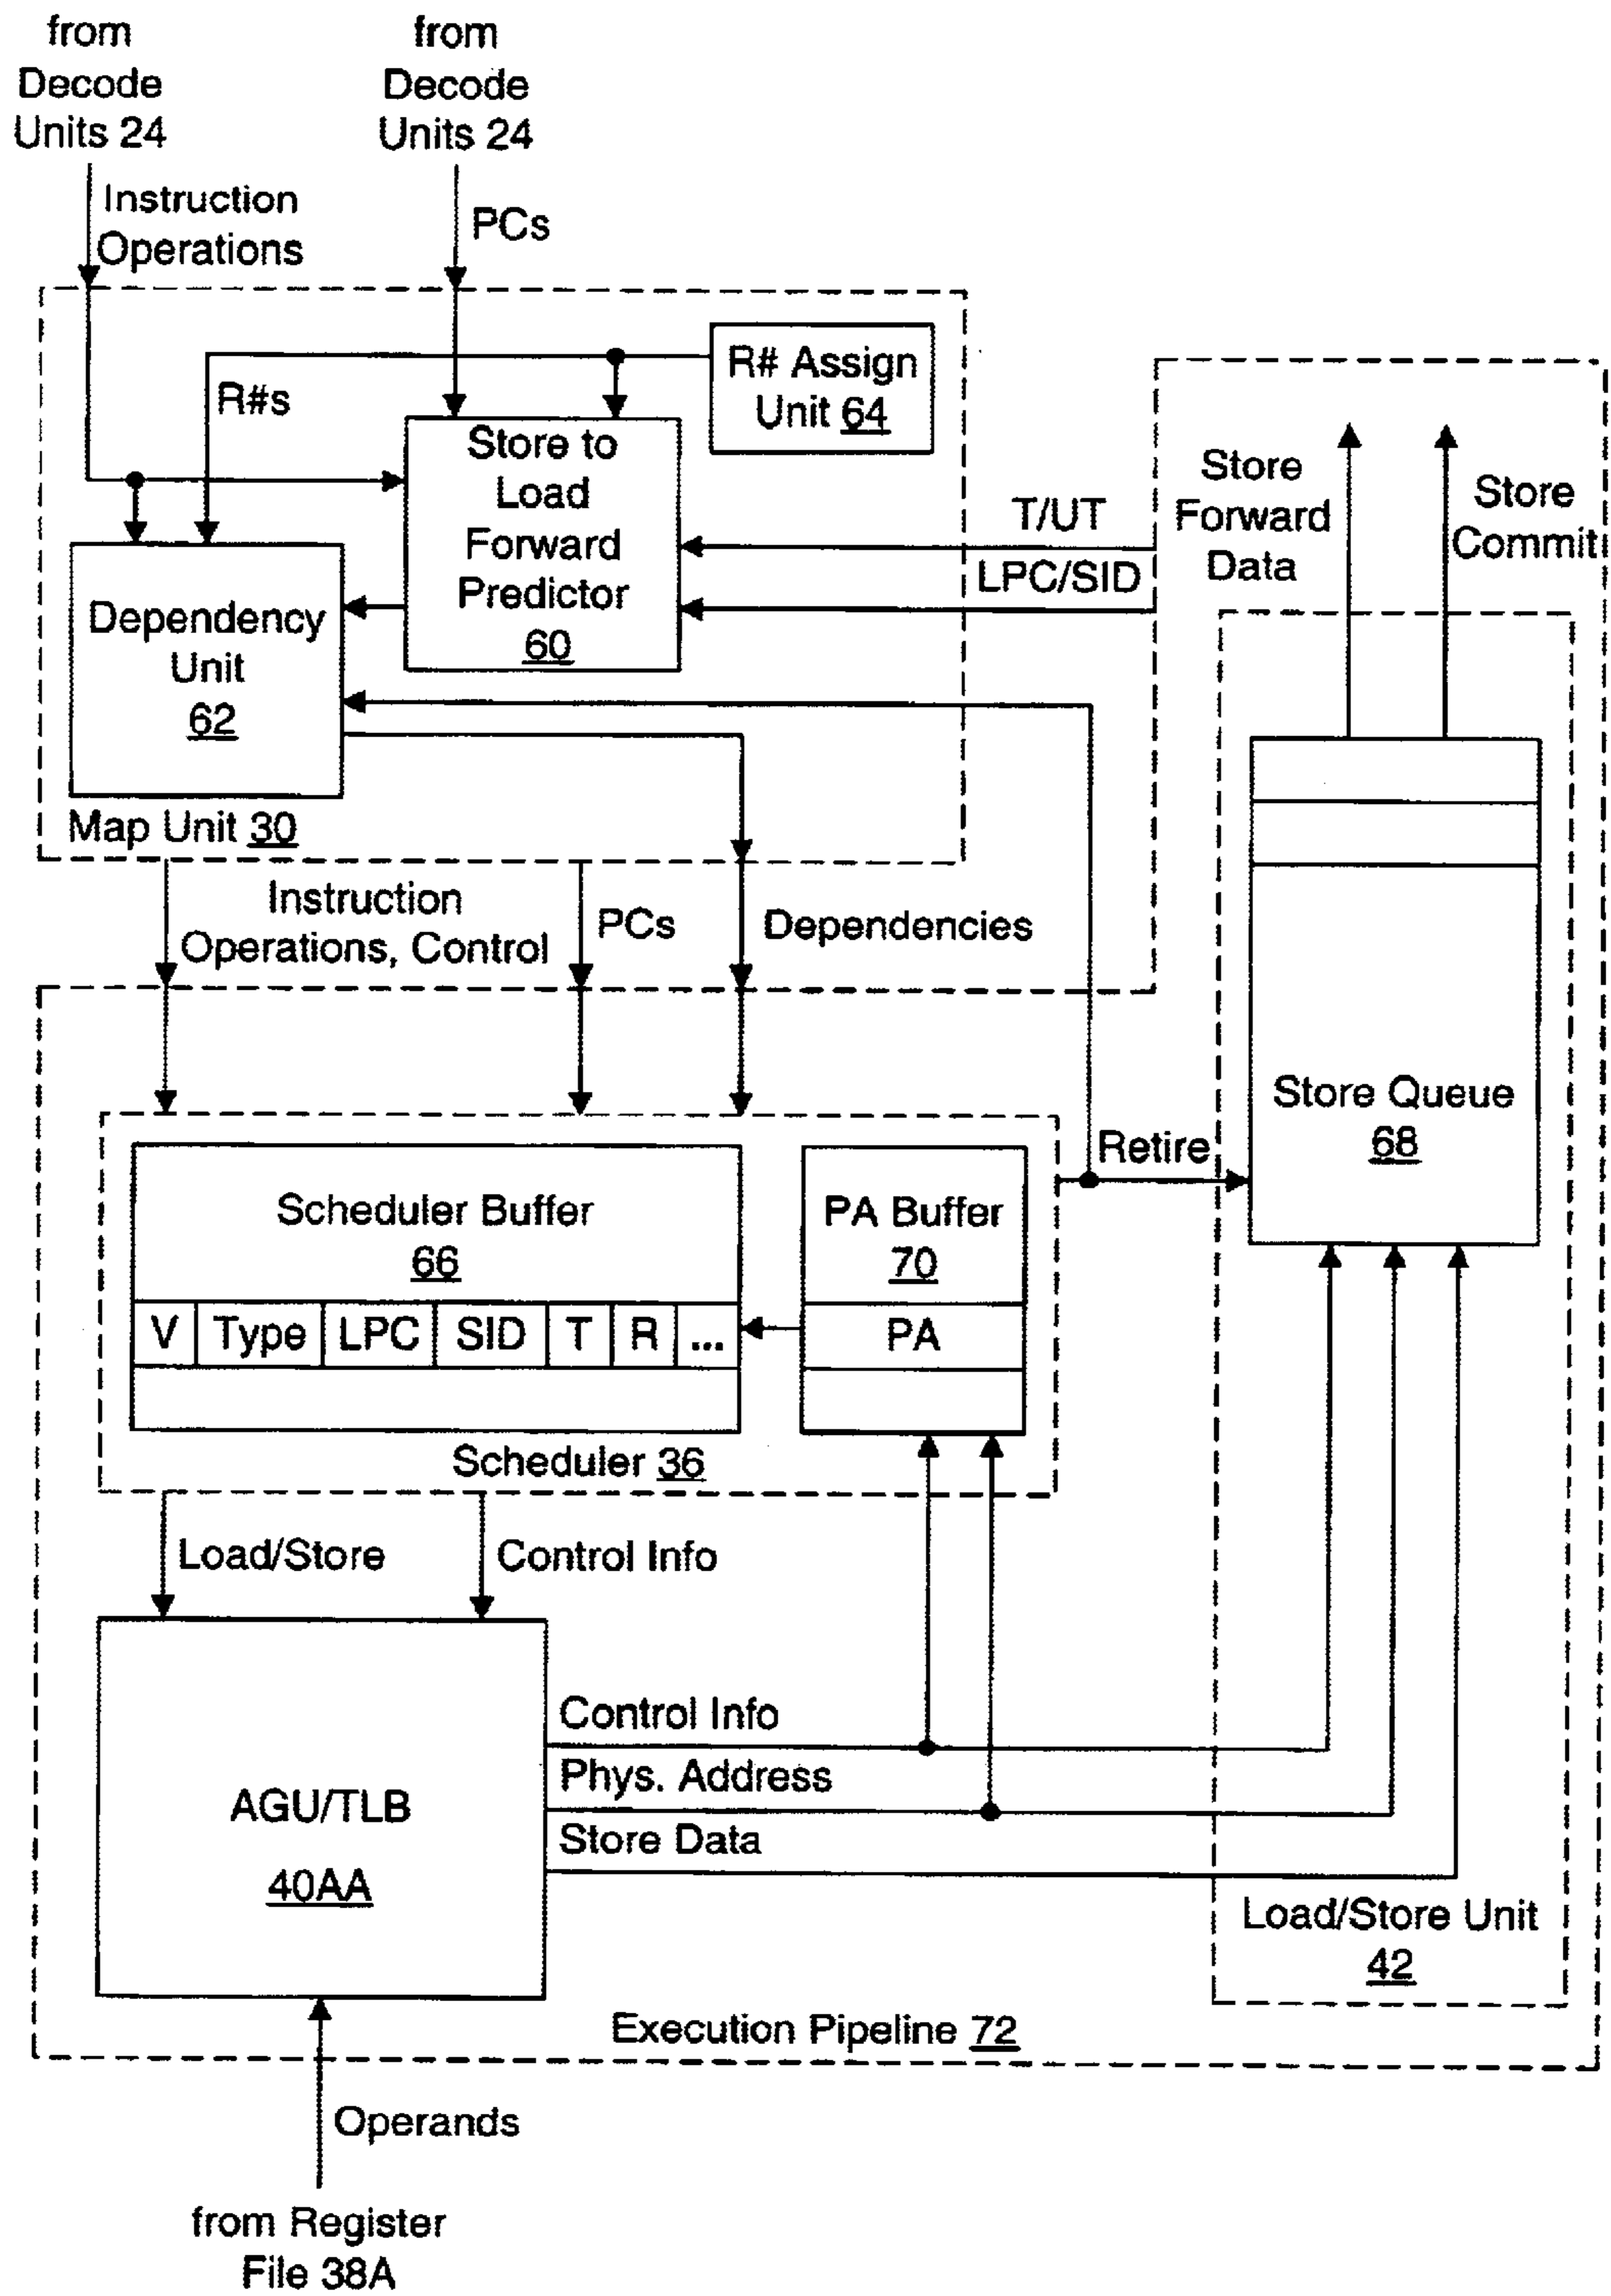 from
Decode
Units 24
from
Decode
Units 24
Instruction
Operations
PCs
R# Assign
Unit 64
R#s
Store to
Load
Forward
Predictor
60
Dependency
Unit
62
Map Unit 30
T/UT
LPC/SID
Store
Forward
Data
Store
Commit
Instruction
Operations, Control
PCs
Dependencies
Store Queue
68
Retire
Scheduler Buffer
66
PA Buffer
70
V Type LPC SID T R ...
PA
Scheduler 36
Load/Store
Control Info
Control Info
Phys. Address
Store Data
AGU/TLB
40AA
Load/Store Unit
42
Execution Pipeline 72
Operands
from Register
File 38A